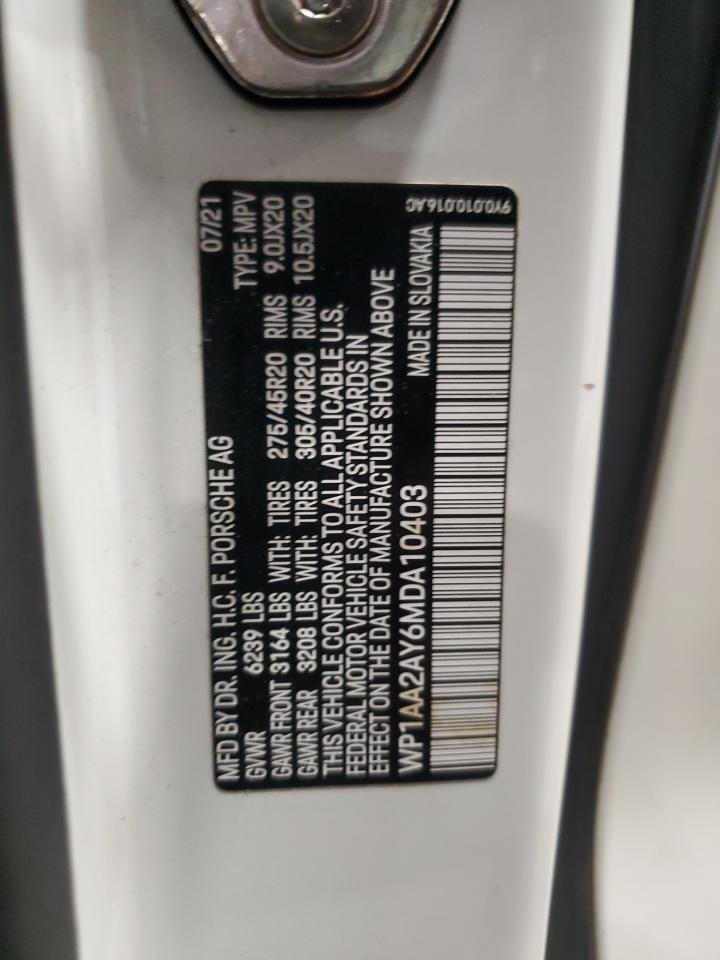 MFD BY DR. ING. H.C. F. PORSCHE AG 07/21
GVWR 6239 LBS TYPE: MPV
GAWR FRONT 3164 LBS WITH: TIRES 275/45R20 RIMS 9.0JX20
GAWR REAR 3208 LBS WITH: TIRES 305/40R20 RIMS 10.5JX20
THIS VEHICLE CONFORMS TO ALL APPLICABLE U.S.
FEDERAL MOTOR VEHICLE SAFETY STANDARDS IN
EFFECT ON THE DATE OF MANUFACTURE SHOWN ABOVE
WP1AA2AY6MDA10403 MADE IN SLOVAKIA
9Y0.010.016.AC